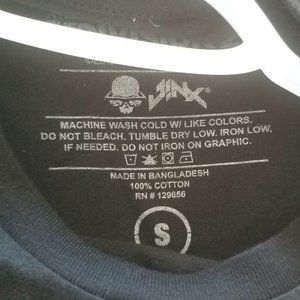 JINX
MACHINE WASH COLD W/ LIKE COLORS.
DO NOT BLEACH. TUMBLE DRY LOW. IRON LOW,
IF NEEDED. DO NOT IRON ON GRAPHIC.
MADE IN BANGLADESH
100% COTTON
RN # 129656
S